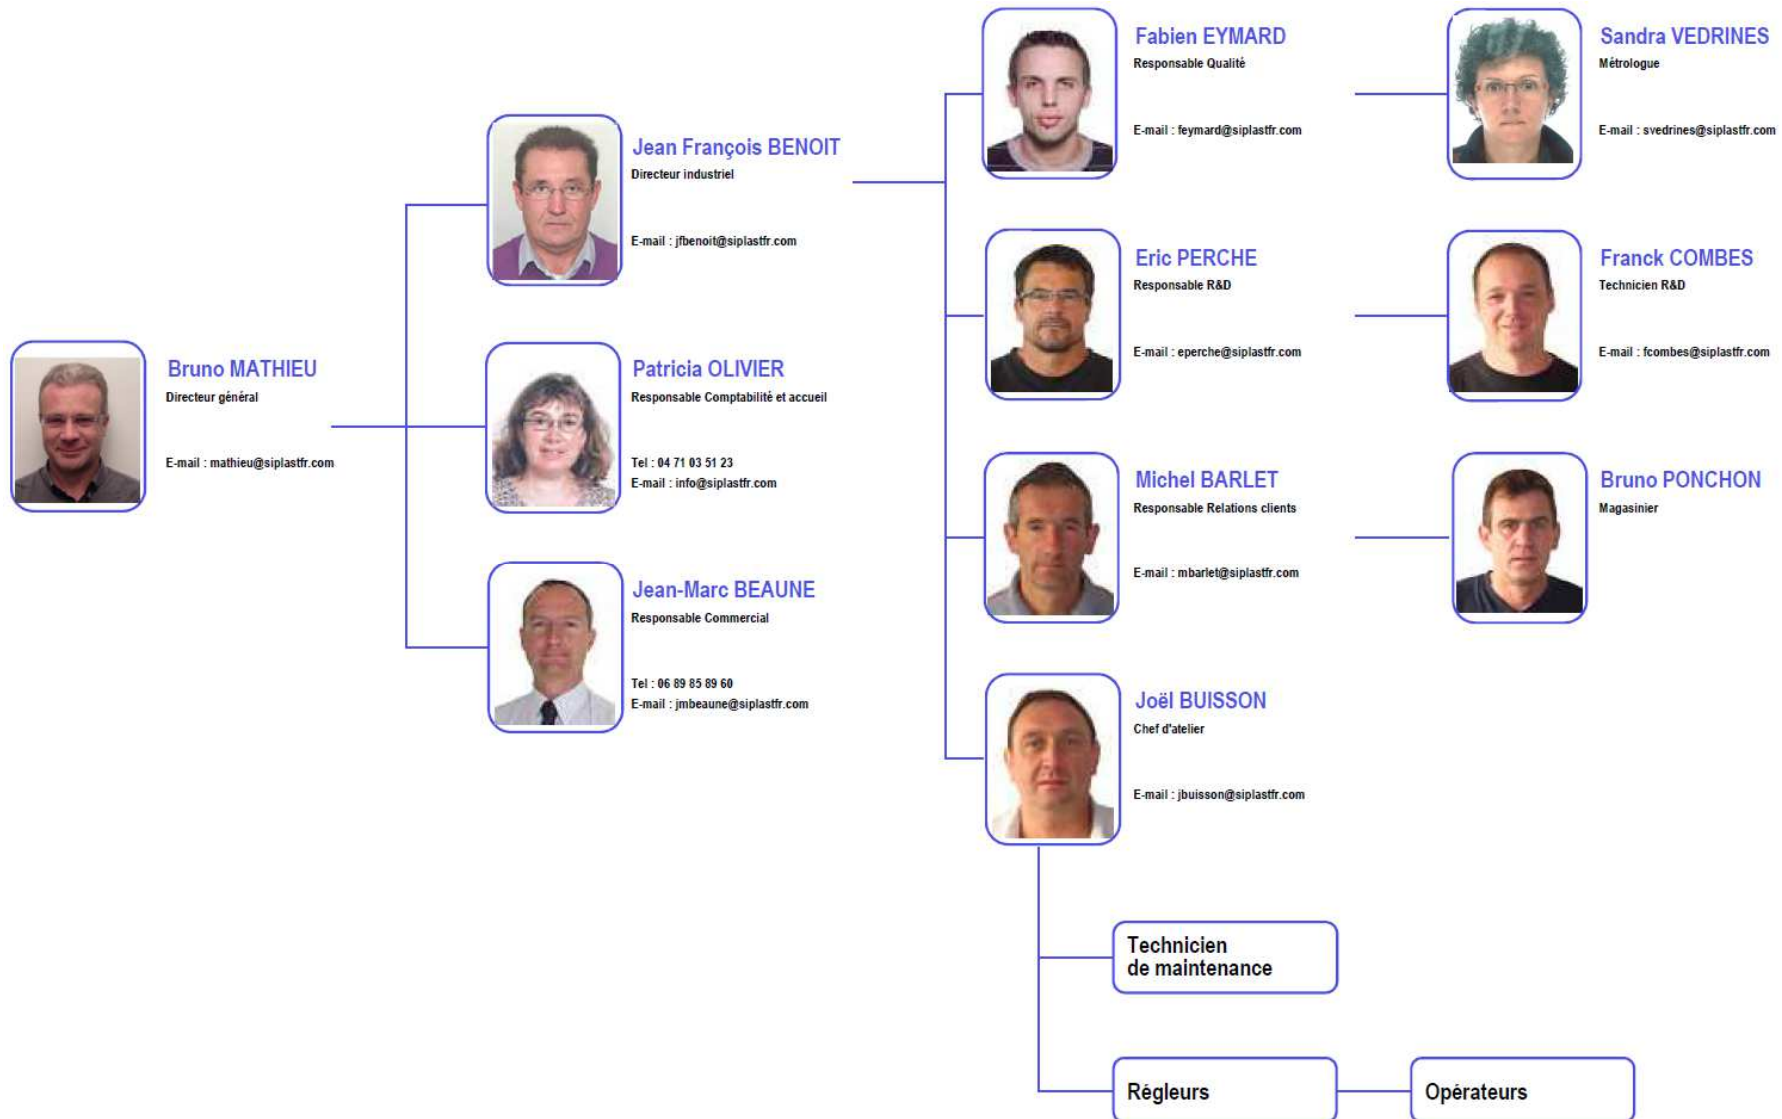 Fabien EYMARD
Responsable Qualité
E-mail : feymard@siplastfr.com
Sandra VEDRINES
Métrologue
E-mail : svedrines@siplastfr.com
Jean François BENOIT
Directeur industriel
E-mail : jfbenoit@siplastfr.com
Eric PERCHE
Responsable R&D
E-mail : eperche@siplastfr.com
Franck COMBES
Technicien R&D
E-mail : fcombes@siplastfr.com
Bruno MATHIEU
Directeur général
E-mail : mathieu@siplastfr.com
Patricia OLIVIER
Responsable Comptabilité et accueil
Tel : 04 71 03 51 23
E-mail : info@siplastfr.com
Michel BARLET
Responsable Relations clients
E-mail : mbarlet@siplastfr.com
Bruno PONCHON
Magasinier
Jean-Marc BEAUNE
Responsable Commercial
Tel : 06 89 85 89 60
E-mail : jmbeaune@siplastfr.com
Joël BUISSON
Chef d'atelier
E-mail : jbuisson@siplastfr.com
Technicien
de maintenance
Régleurs
Opérateurs